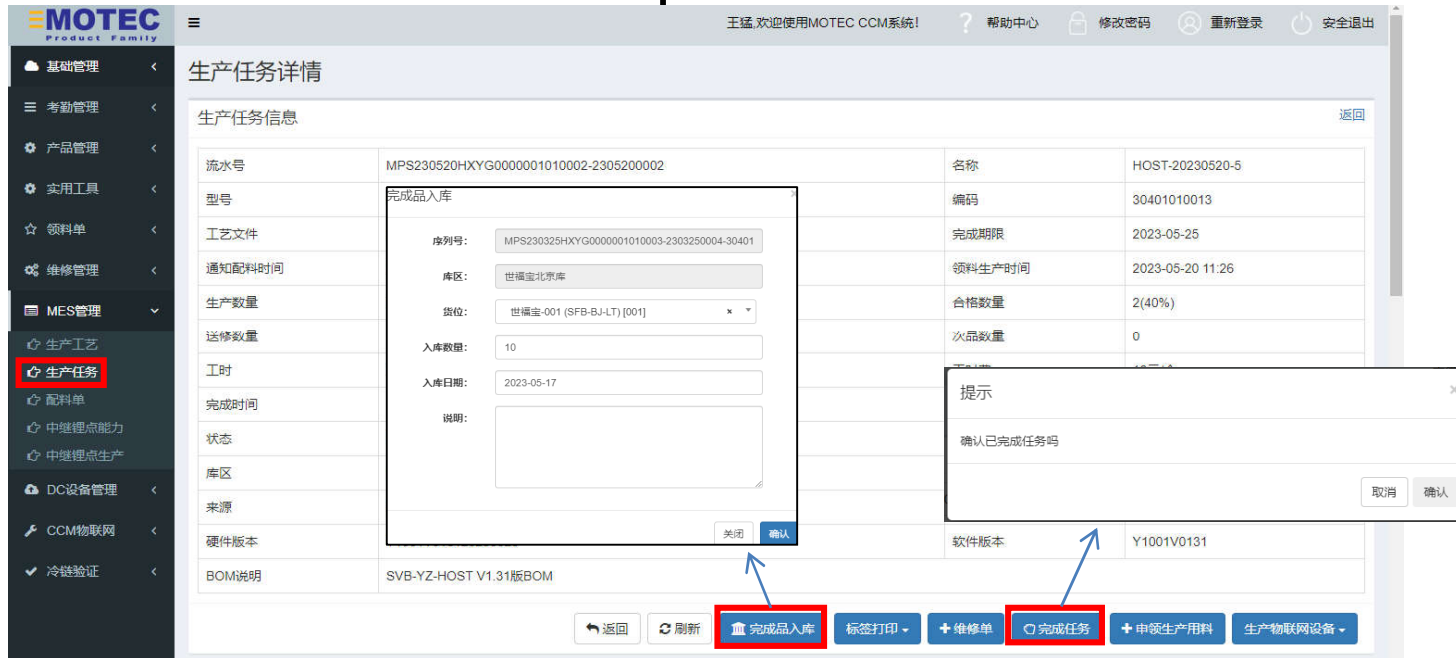 MOTEC
Product Family
王猛,欢迎使用MOTEC CCM系统!
帮助中心
修改密码
重新登录
安全退出
基础管理
考勤管理
产品管理
实用工具
领料单
维修管理
MES管理
生产工艺
生产任务
配料单
中继锂点能力
中继锂点生产
DC设备管理
CCM物联网
冷链验证
生产任务详情
生产任务信息
返回
流水号 MPS230520HXYG0000001010002-2305200002 名称 HOST-20230520-5
型号 编码 30401010013
工艺文件 完成期限 2023-05-25
通知配料时间 领料生产时间 2023-05-20 11:26
生产数量 合格数量 2(40%)
送修数量 次品数量 0
工时
完成时间
状态
库区
来源
硬件版本 软件版本 Y1001V0131
BOM说明 SVB-YZ-HOST V1.31版BOM
完成品入库 ×
序列号: MPS230325HXYG0000001010003-2303250004-30401
库区: 世福宝北京库
货位: 世福宝-001 (SFB-BJ-LT) [001] ×
入库数量: 10
入库日期: 2023-05-17
说明:
关闭 确认
提示 ×
确认已完成任务吗
取消 确认
返回 刷新 完成品入库 标签打印 维修单 完成任务 申领生产用料 生产物联网设备